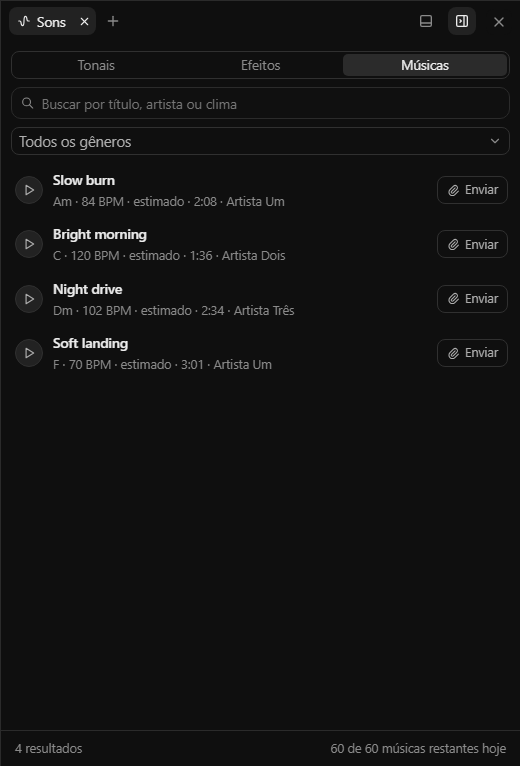 Sons
Tonais
Efeitos
Músicas
Buscar por título, artista ou clima
Todos os gêneros
Slow burn
Am · 84 BPM · estimado · 2:08 · Artista Um
Enviar
Bright morning
C · 120 BPM · estimado · 1:36 · Artista Dois
Enviar
Night drive
Dm · 102 BPM · estimado · 2:34 · Artista Três
Enviar
Soft landing
F · 70 BPM · estimado · 3:01 · Artista Um
Enviar
4 resultados
60 de 60 músicas restantes hoje